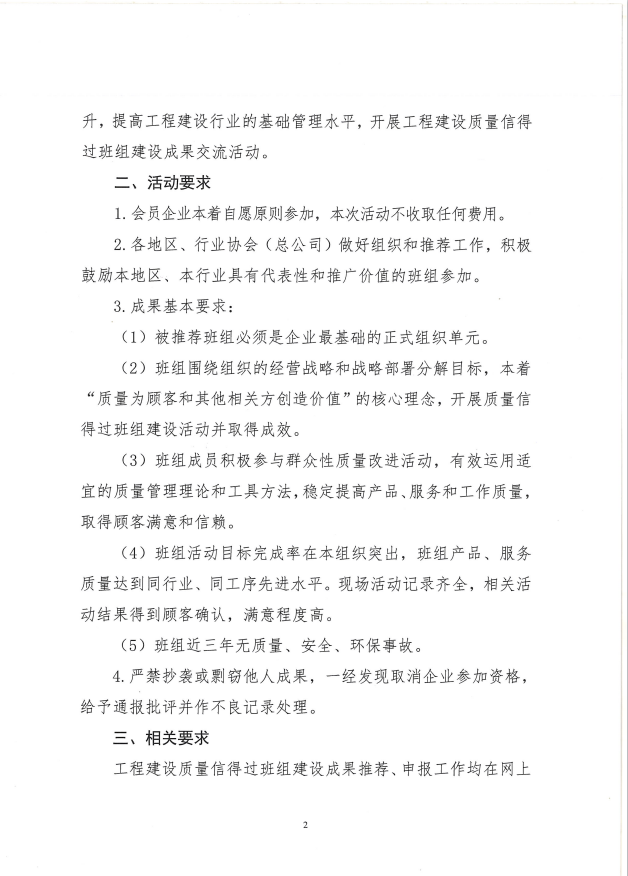 升，提高工程建设行业的基础管理水平，开展工程建设质量信得
过班组建设成果交流活动。
二、活动要求
1.会员企业本着自愿原则参加，本次活动不收取任何费用。
2.各地区、行业协会（总公司）做好组织和推荐工作，积极
鼓励本地区、本行业具有代表性和推广价值的班组参加。
3.成果基本要求：
（1）被推荐班组必须是企业最基础的正式组织单元。
（2）班组围绕组织的经营战略和战略部署分解目标，本着
“质量为顾客和其他相关方创造价值”的核心理念，开展质量信
得过班组建设活动并取得成效。
（3）班组成员积极参与群众性质量改进活动，有效运用适
宜的质量管理理论和工具方法，稳定提高产品、服务和工作质量，
取得顾客满意和信赖。
（4）班组活动目标完成率在本组织突出，班组产品、服务
质量达到同行业、同工序先进水平。现场活动记录齐全，相关活
动结果得到顾客确认，满意程度高。
（5）班组近三年无质量、安全、环保事故。
4.严禁抄袭或剽窃他人成果，一经发现取消企业参加资格，
给予通报批评并作不良记录处理。
三、相关要求
工程建设质量信得过班组建设成果推荐、申报工作均在网上
2